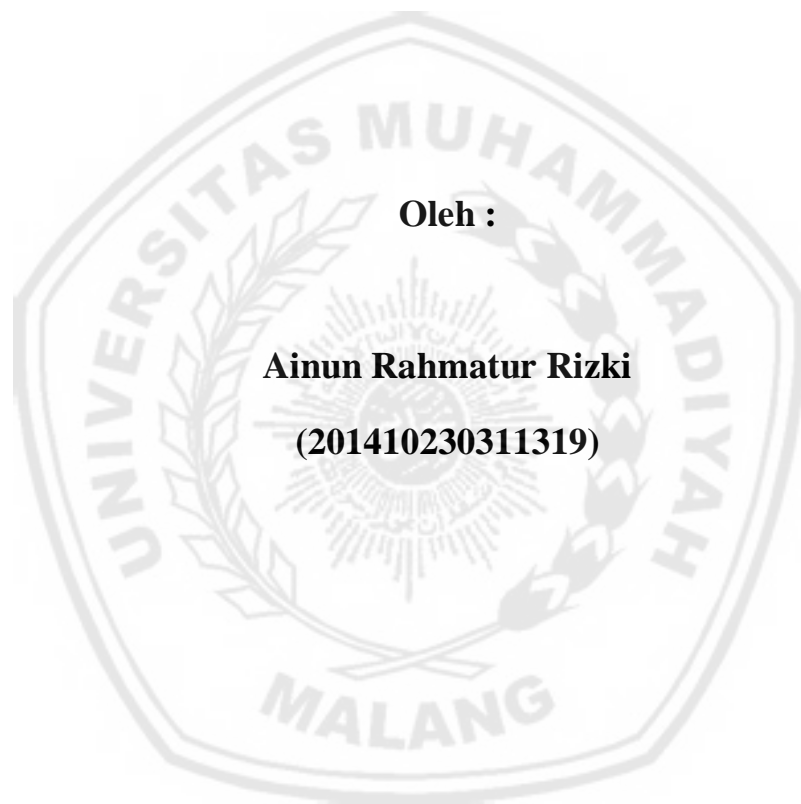 UNIVERSITAS MUHAMMADIYAH
Oleh :
Ainun Rahmatur Rizki
(201410230311319)
MALANG